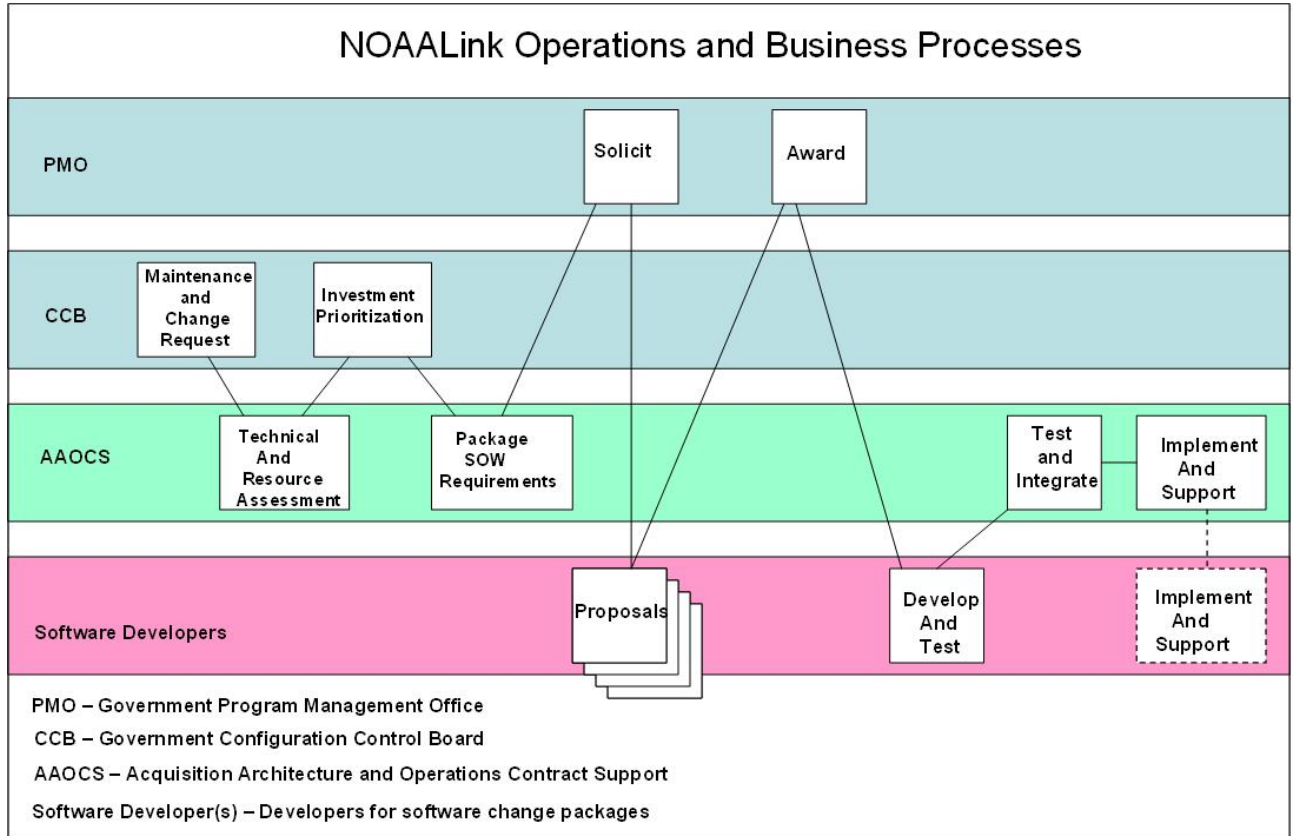 NOAALink Operations and Business Processes
PMO
Solicit
Award
CCB
Maintenance
and
Change
Request
Investment
Prioritization
AAOCS
Technical
And
Resource
Assessment
Package
SOW
Requirements
Test
and
Integrate
Implement
And
Support
Software Developers
Proposals
Develop
And
Test
Implement
And
Support
PMO – Government Program Management Office
CCB – Government Configuration Control Board
AAOCS – Acquisition Architecture and Operations Contract Support
Software Developer(s) – Developers for software change packages